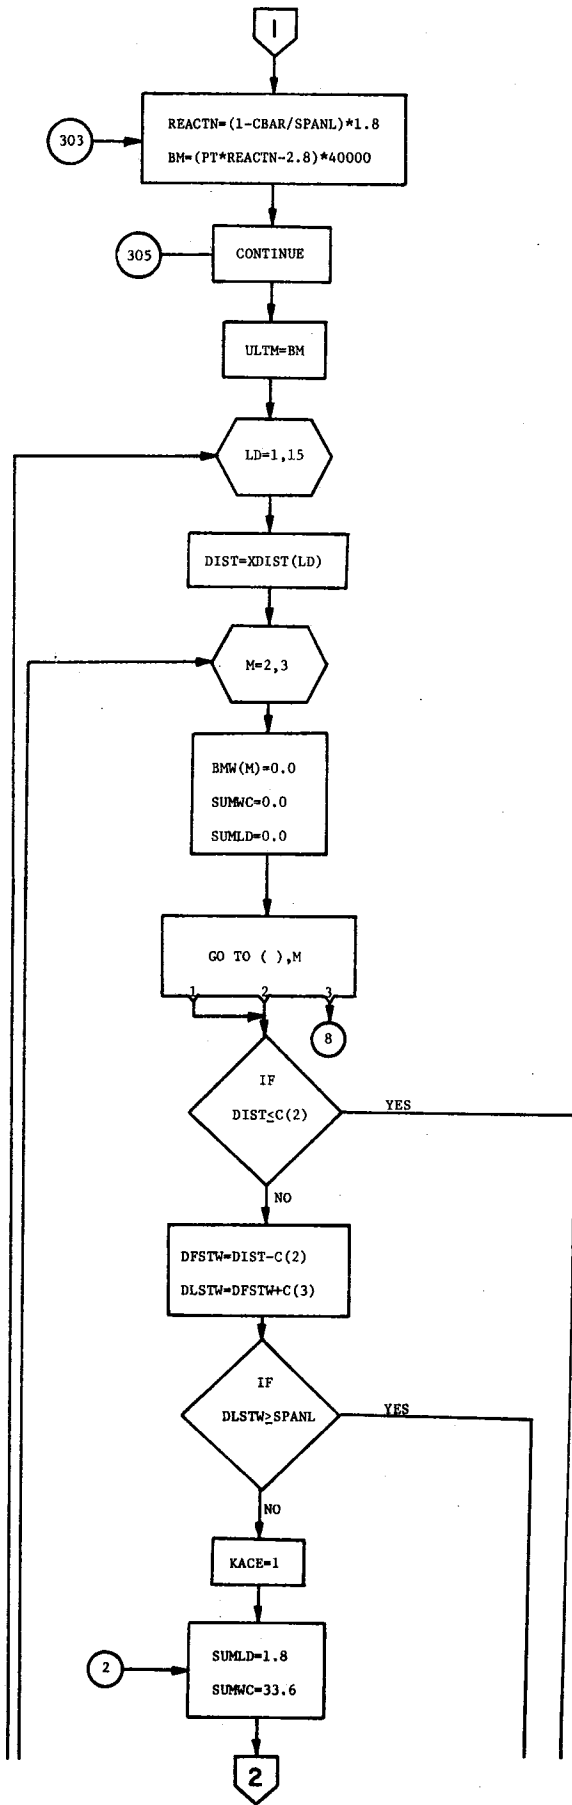 1
REACTN=(1-CBAR/SPANL)*1.8
303
BM=(PT*REACTN-2.8)*40000
305
CONTINUE
ULTM=BM
LD=1,15
DIST=XDIST(LD)
M=2,3
BMW(M)=0.0
SUMWC=0.0
SUMLD=0.0
GO TO ( ),M
1 2 3
8
IF
DIST≤C(2)
YES
NO
DFSTW=DIST-C(2)
DLSTW=DFSTW+C(3)
IF
DLSTW≥SPANL
YES
NO
KACE=1
2
SUMLD=1.8
SUMWC=33.6
2